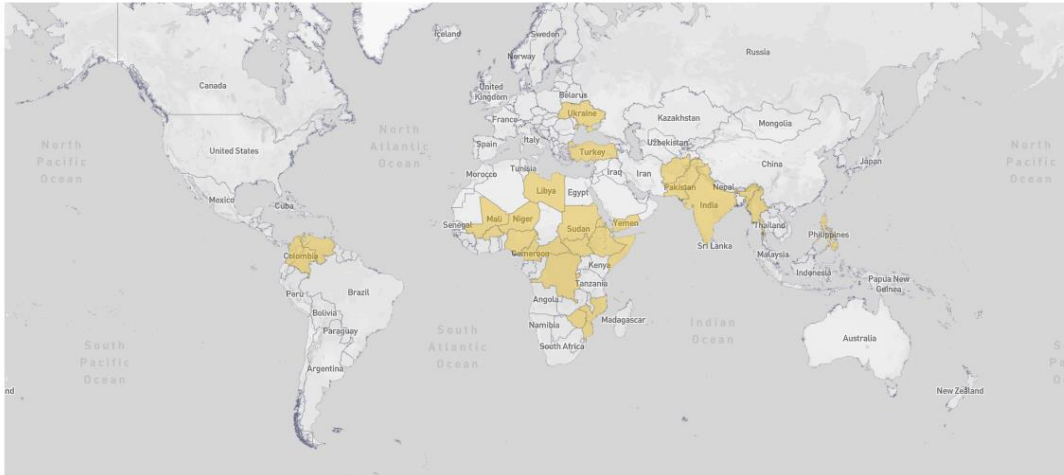 Iceland
Sweden
Norway
Russia
Canada
United
Kingdom
Belarus
Ukraine
France
Kazakhstan
Mongolia
North
Pacific
Ocean
United States
North
Atlantic
Ocean
Spain
Italy
Turkey
Uzbekistan
China
Japan
North
Pacific
Ocean
Morocco
Tunisia
Iraq
Iran
Mexico
Cuba
Libya
Egypt
Pakistan
Nepal
India
Senegal
Mali
Niger
Sudan
Yemen
Thailand
Philippines
Colombia
Cameroon
Sri Lanka
Malaysia
Kenya
Indonesia
Papua New
Guinea
Peru
Brazil
Tanzania
Angola
Bolivia
Madagascar
Indian
Ocean
Namibia
Paraguay
South
Pacific
Ocean
South
Atlantic
Ocean
South Africa
Australia
Argentina
New Zealand
nd